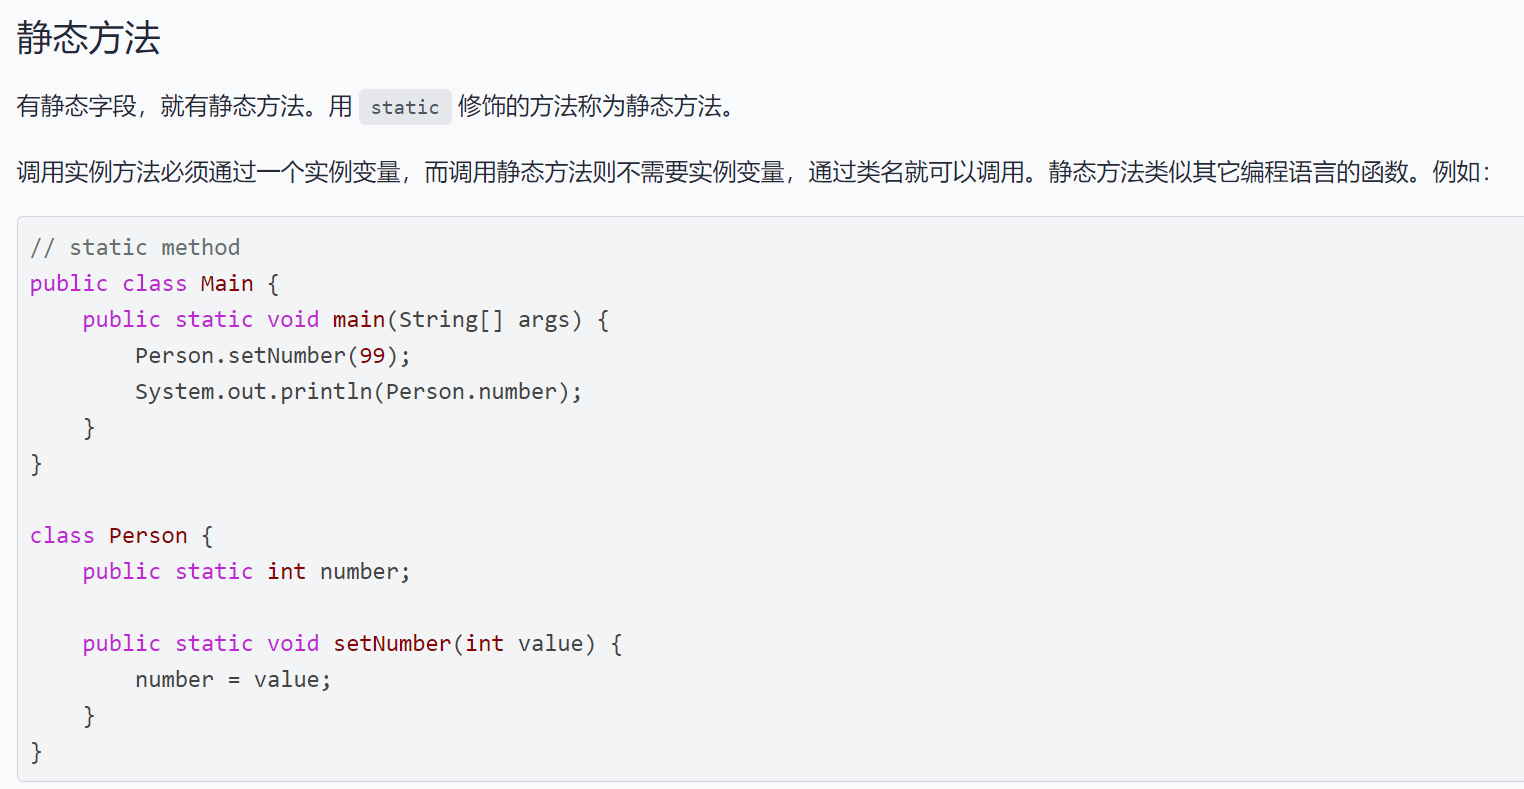 静态方法
有静态字段，就有静态方法。用 static 修饰的方法称为静态方法。
调用实例方法必须通过一个实例变量，而调用静态方法则不需要实例变量，通过类名就可以调用。静态方法类似其它编程语言的函数。例如：
// static method
public class Main {
    public static void main(String[] args) {
        Person.setNumber(99);
        System.out.println(Person.number);
    }
}
class Person {
    public static int number;
    public static void setNumber(int value) {
        number = value;
    }
}